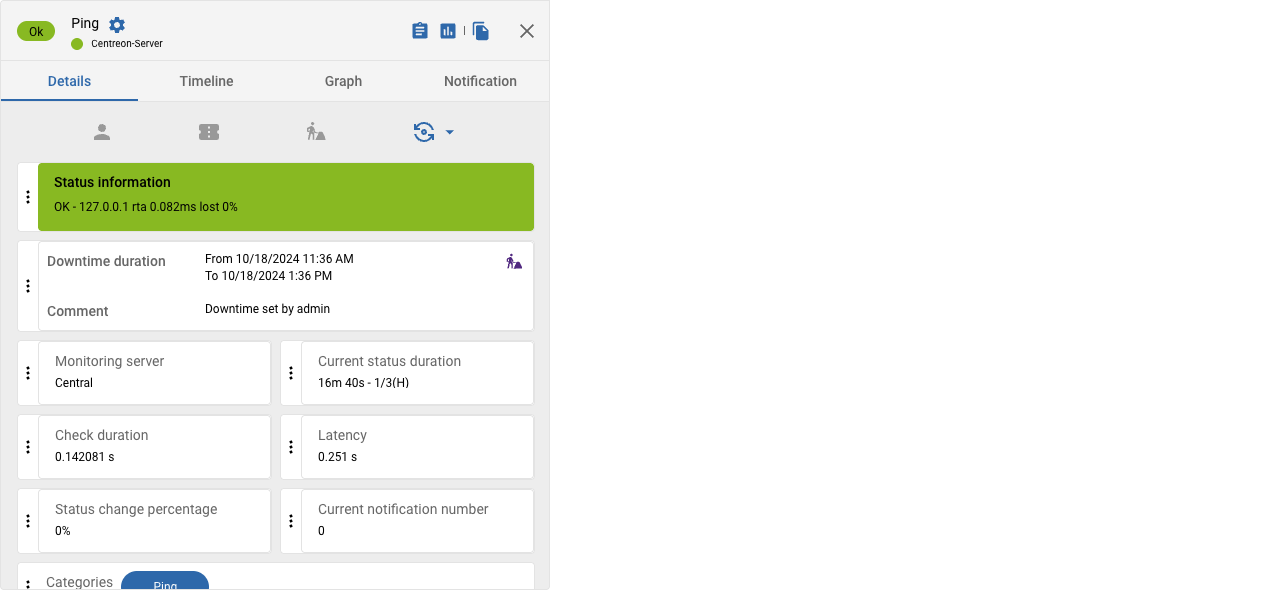 Ok
Ping
Centreon-Server
Details
Timeline
Graph
Notification
Status information
OK - 127.0.0.1 rta 0.082ms lost 0%
Downtime duration
From 10/18/2024 11:36 AM
To 10/18/2024 1:36 PM
Comment
Downtime set by admin
Monitoring server
Central
Current status duration
16m 40s - 1/3(H)
Check duration
0.142081 s
Latency
0.251 s
Status change percentage
0%
Current notification number
0
Categories
Ping